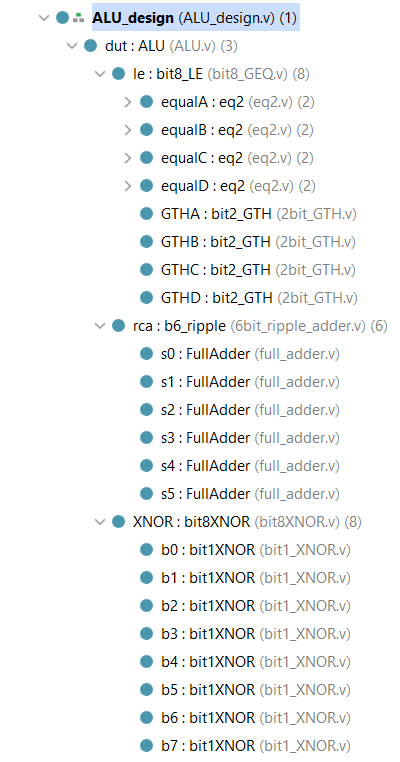 ALU_design (ALU_design.v) (1)
dut : ALU (ALU.v) (3)
le : bit8_LE (bit8_GEQ.v) (8)
equalA : eq2 (eq2.v) (2)
equalB : eq2 (eq2.v) (2)
equalC : eq2 (eq2.v) (2)
equalD : eq2 (eq2.v) (2)
GTHA : bit2_GTH (2bit_GTH.v)
GTHB : bit2_GTH (2bit_GTH.v)
GTHC : bit2_GTH (2bit_GTH.v)
GTHD : bit2_GTH (2bit_GTH.v)
rca : b6_ripple (6bit_ripple_adder.v) (6)
s0 : FullAdder (full_adder.v)
s1 : FullAdder (full_adder.v)
s2 : FullAdder (full_adder.v)
s3 : FullAdder (full_adder.v)
s4 : FullAdder (full_adder.v)
s5 : FullAdder (full_adder.v)
XNOR : bit8XNOR (bit8XNOR.v) (8)
b0 : bit1XNOR (bit1_XNOR.v)
b1 : bit1XNOR (bit1_XNOR.v)
b2 : bit1XNOR (bit1_XNOR.v)
b3 : bit1XNOR (bit1_XNOR.v)
b4 : bit1XNOR (bit1_XNOR.v)
b5 : bit1XNOR (bit1_XNOR.v)
b6 : bit1XNOR (bit1_XNOR.v)
b7 : bit1XNOR (bit1_XNOR.v)